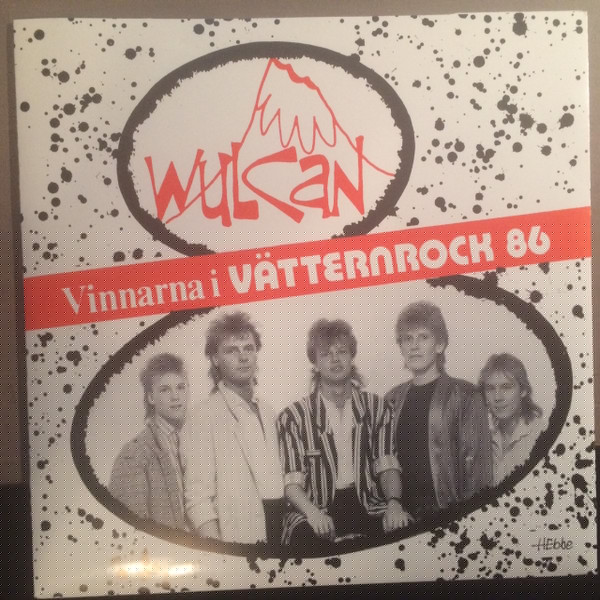 WULCAN
Vinnarna i VÄTTERNROCK 86
HEbbe